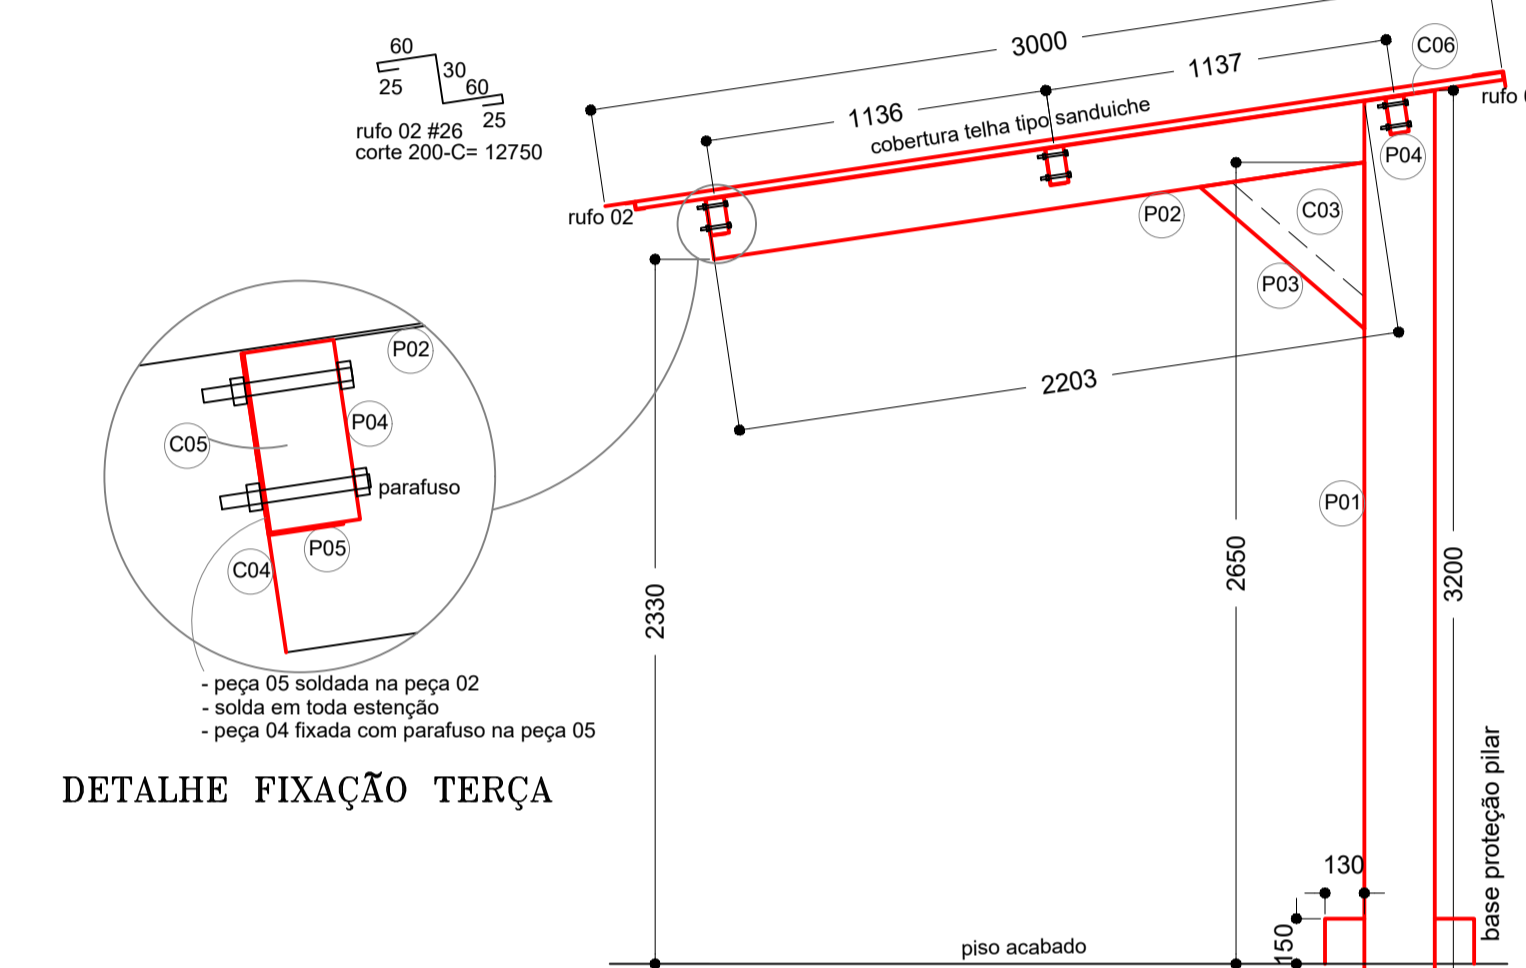 60
30
25
60
25
rufo 02 #26
corte 200-C= 12750
3000
1137
C06
1136
cobertura telha tipo sanduiche
rufo
P04
rufo 02
P02
C03
P03
2203
P02
P04
C05
parafuso
P05
C04
P01
2330
2650
3200
- peça 05 soldada na peça 02
- solda em toda estenção
- peça 04 fixada com parafuso na peça 05
DETALHE FIXAÇÃO TERÇA
130
150
base proteção pilar
piso acabado